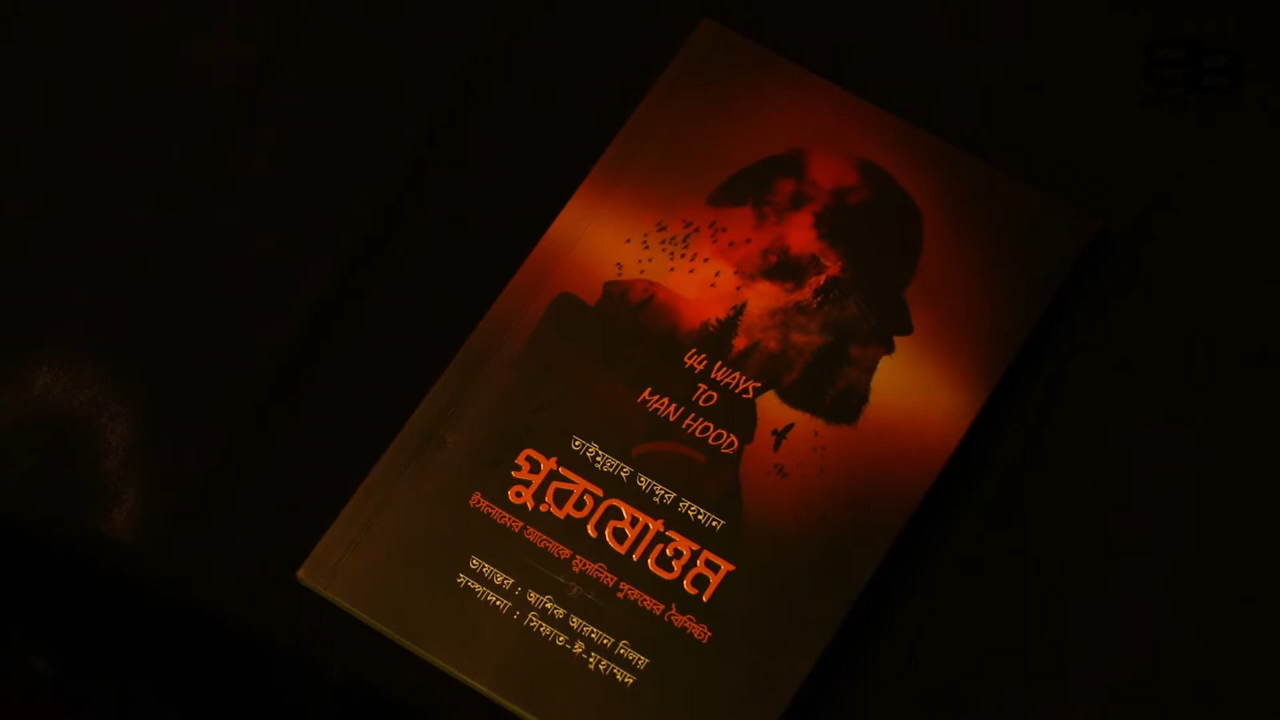 44 WAYS
TO
MAN HOOD
তাইমুল্লাহ আব্দুর রহমান
পুরুষোত্তম
ইসলামের আলোকে মুসলিম পুরুষের বৈশিষ্ট্য
ভাষান্তর : আশিক আরমান নিলয়
সম্পাদনা : সিফাত-ঈ-মুহাম্মদ